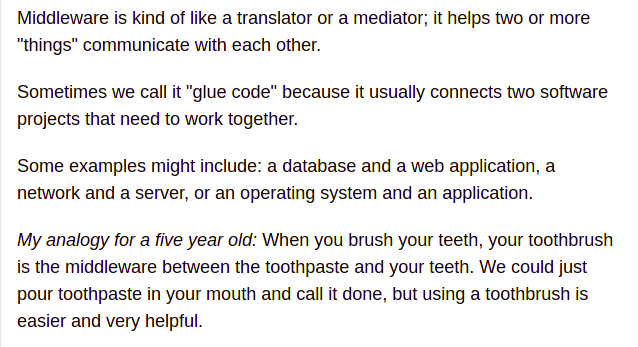 Middleware is kind of like a translator or a mediator; it helps two or more
"things" communicate with each other.
Sometimes we call it "glue code" because it usually connects two software
projects that need to work together.
Some examples might include: a database and a web application, a
network and a server, or an operating system and an application.
My analogy for a five year old: When you brush your teeth, your toothbrush
is the middleware between the toothpaste and your teeth. We could just
pour toothpaste in your mouth and call it done, but using a toothbrush is
easier and very helpful.